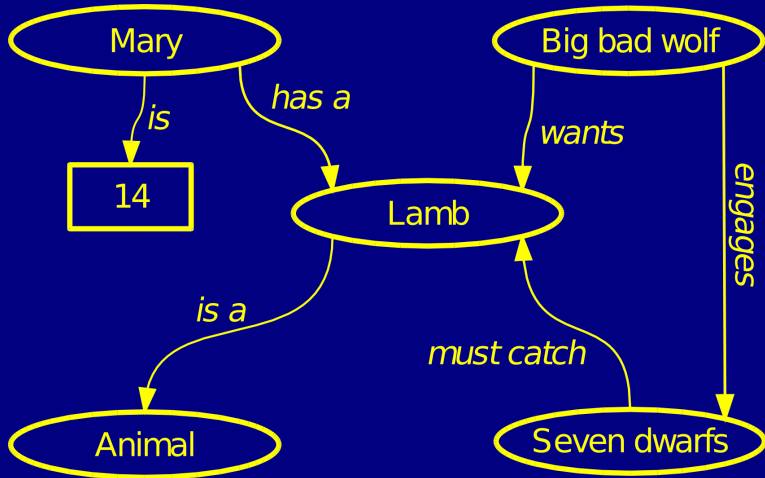 Mary
Big bad wolf
is
has a
wants
14
Lamb
engages
is a
must catch
Animal
Seven dwarfs